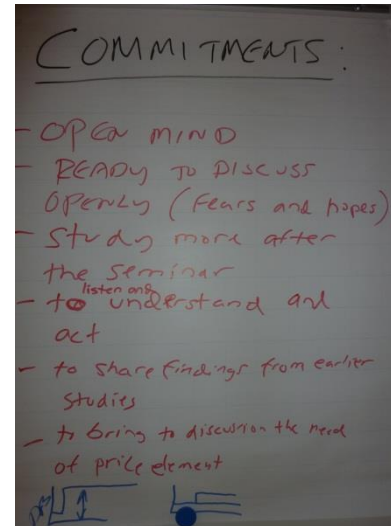 COMMITMENTS:
- OPEN MIND
- READY TO DISCUSS
OPENLY (Fears and hopes)
- Study more after
the seminar
- to listen and understand and
act
- to share findings from earlier
studies
- to bring to discussion the need
of price element